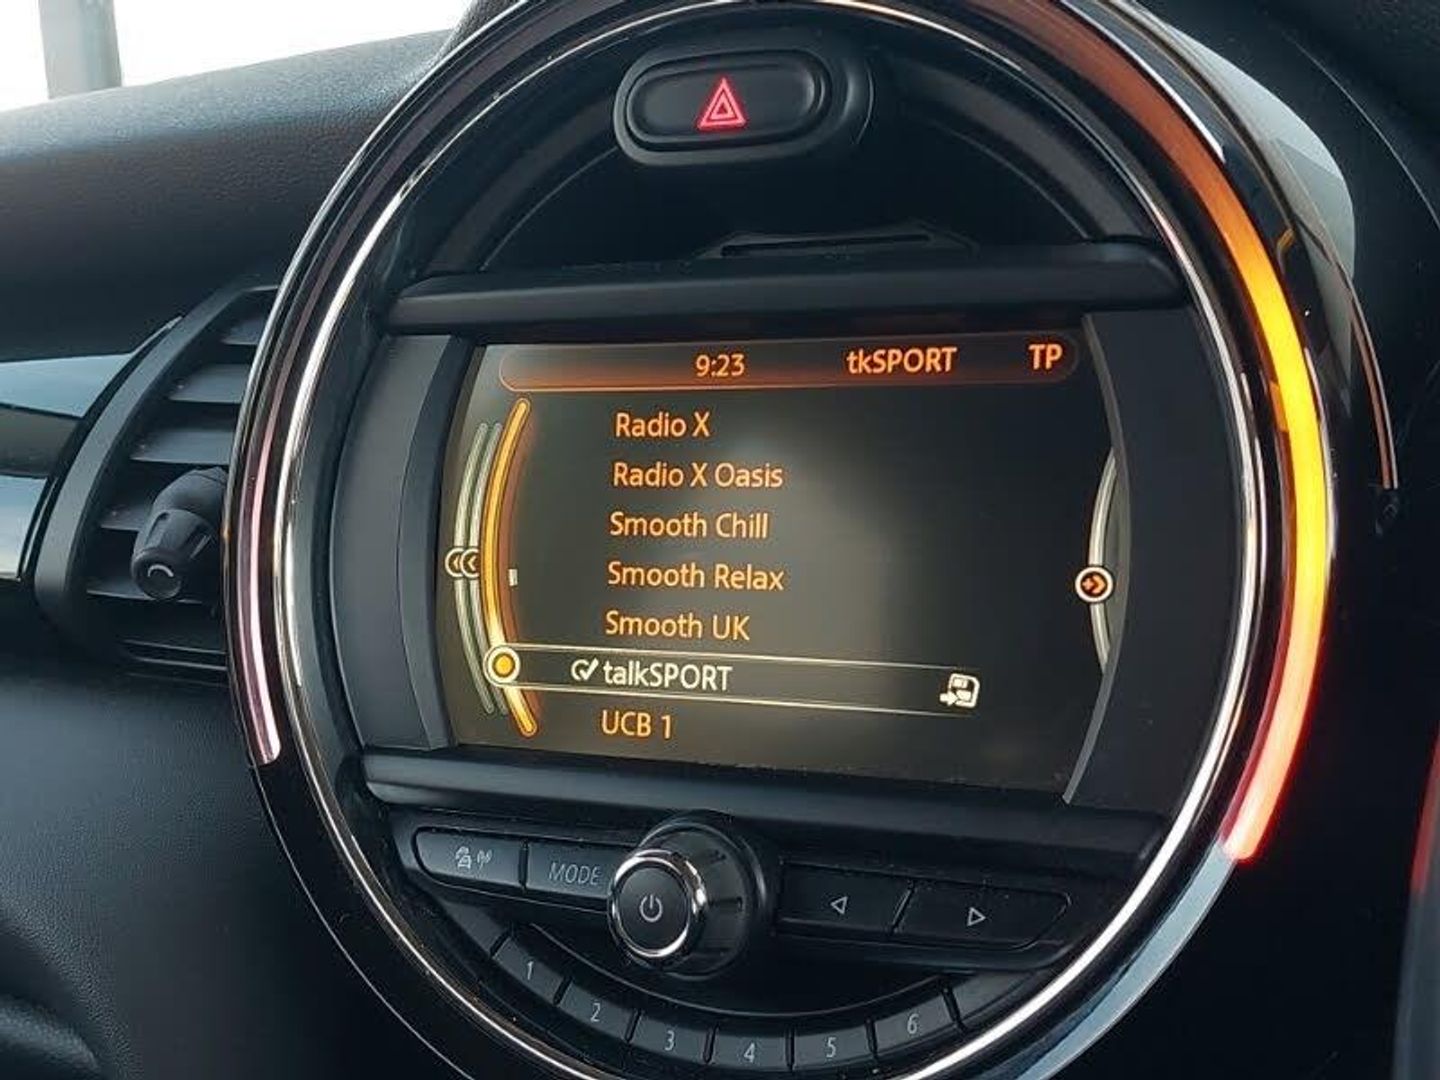 9:23 tkSPORT TP
Radio X
Radio X Oasis
Smooth Chill
Smooth Relax
Smooth UK
talkSPORT
UCB 1
MODE
1 2 3 4 5 6